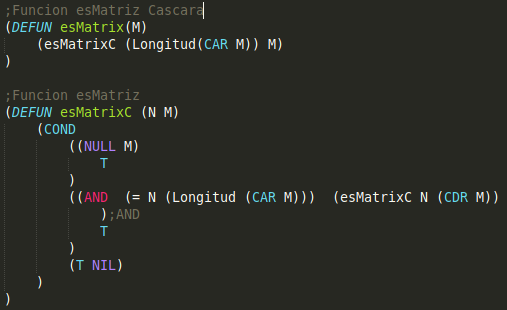 ;Funcion esMatriz Cascara
(DEFUN esMatrix(M)
    (esMatrixC (Longitud(CAR M)) M)
)

;Funcion esMatriz
(DEFUN esMatrixC (N M)
    (COND
        ((NULL M)
            T
        )
        ((AND  (= N (Longitud (CAR M)))  (esMatrixC N (CDR M))
            );AND
            T
        )
        (T NIL)
    )
)